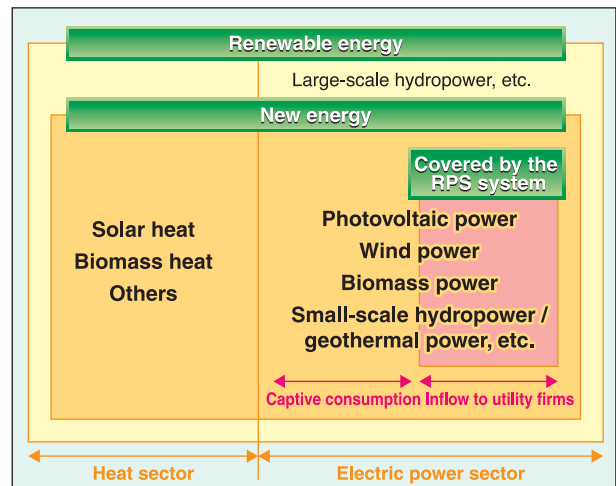 Renewable energy
Large-scale hydropower, etc.
New energy
Covered by the
RPS system
Solar heat
Biomass heat
Others
Photovoltaic power
Wind power
Biomass power
Small-scale hydropower /
geothermal power, etc.
Captive consumption
Inflow to utility firms
Heat sector
Electric power sector